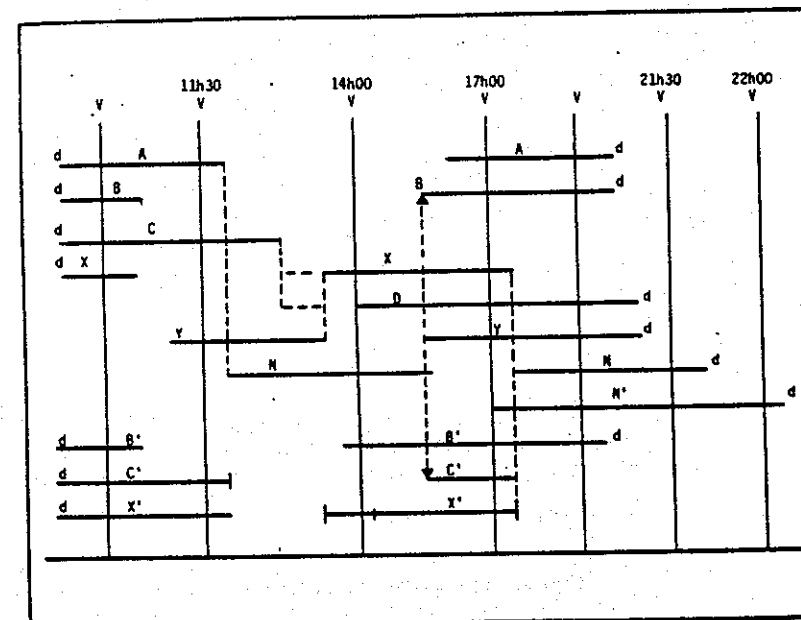 11h30 14h00 17h00 21h30 22h00
V V V V V V V
d A A d
d B B d
d C
d X X
D d
Y Y d
N N d
N' d
d B' B' d
d C' C'
d X' X'